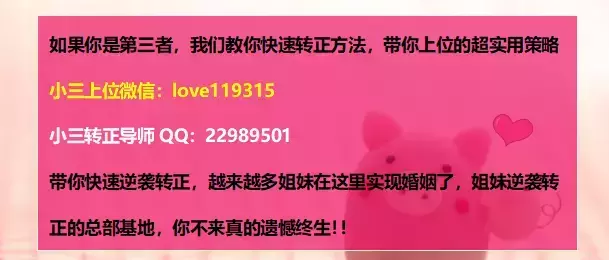 如果你是第三者，我们教你快速转正方法，带你上位的超实用策略
小三上位微信：love119315
小三转正导师 QQ：22989501
带你快速逆袭转正，越来越多姐妹在这里实现婚姻了，姐妹逆袭转
正的总部基地，你不来真的遗憾终生!！